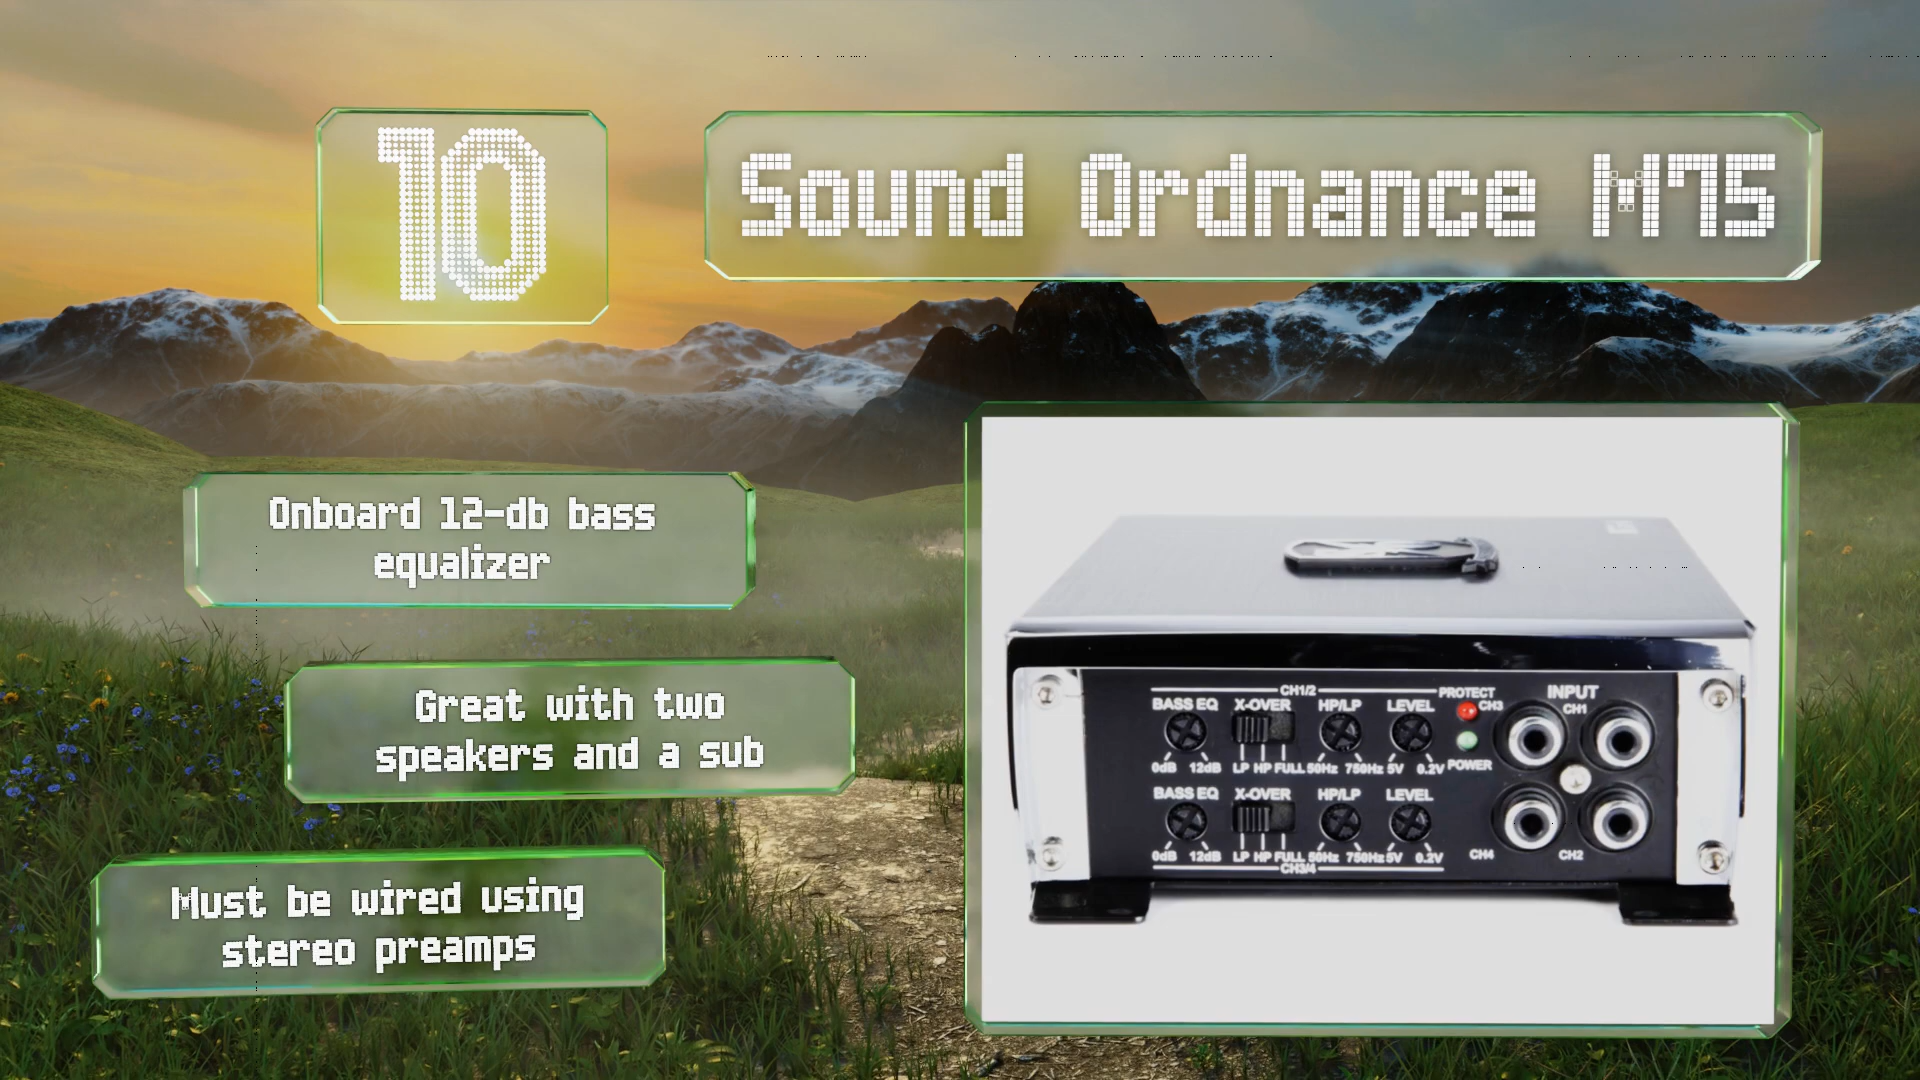 10
Sound Ordnance M75
Onboard 12-db bass
equalizer
Great with two
speakers and a sub
Must be wired using
stereo preamps
CH1/2
BASS EQ X-OVER HP/LP LEVEL
PROTECT
CH3
INPUT
CH1
0dB 12dB LP HP FULL 50Hz 750Hz 5V 0.2V
POWER
BASS EQ X-OVER HP/LP LEVEL
0dB 12dB LP HP FULL 50Hz 750Hz 5V 0.2V
CH4
CH2
CH3/4